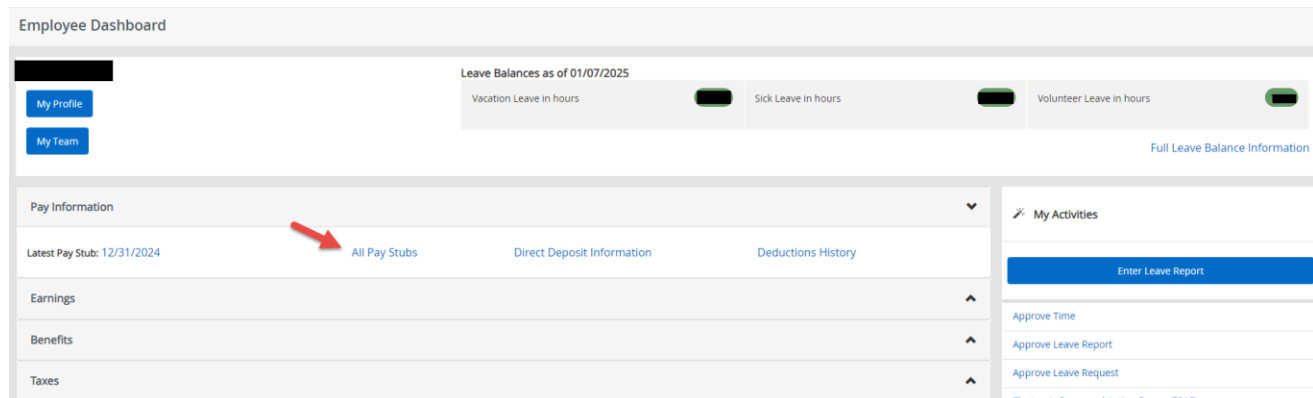 Employee Dashboard
Leave Balances as of 01/07/2025
My Profile
Vacation Leave in hours
Sick Leave in hours
Volunteer Leave in hours
My Team
Full Leave Balance Information
Pay Information
My Activities
Latest Pay Stub: 12/31/2024
All Pay Stubs
Direct Deposit Information
Deductions History
Enter Leave Report
Earnings
Approve Time
Benefits
Approve Leave Report
Taxes
Approve Leave Request